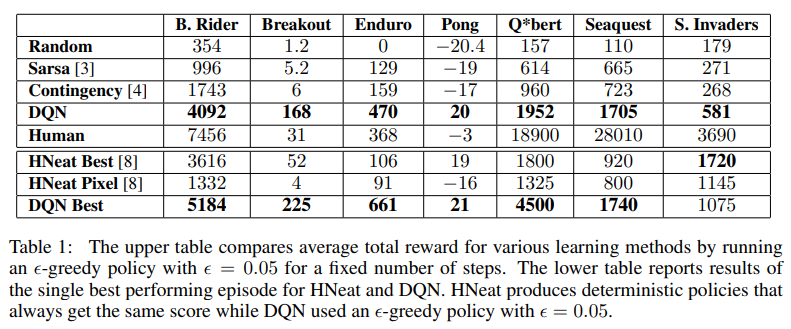 B. Rider Breakout Enduro Pong Q*bert Seaquest S. Invaders
Random 354 1.2 0 −20.4 157 110 179
Sarsa [3] 996 5.2 129 −19 614 665 271
Contingency [4] 1743 6 159 −17 960 723 268
DQN 4092 168 470 20 1952 1705 581
Human 7456 31 368 −3 18900 28010 3690
HNeat Best [8] 3616 52 106 19 1800 920 1720
HNeat Pixel [8] 1332 4 91 −16 1325 800 1145
DQN Best 5184 225 661 21 4500 1740 1075
Table 1: The upper table compares average total reward for various learning methods by running
an ϵ-greedy policy with ϵ = 0.05 for a fixed number of steps. The lower table reports results of
the single best performing episode for HNeat and DQN. HNeat produces deterministic policies that
always get the same score while DQN used an ϵ-greedy policy with ϵ = 0.05.